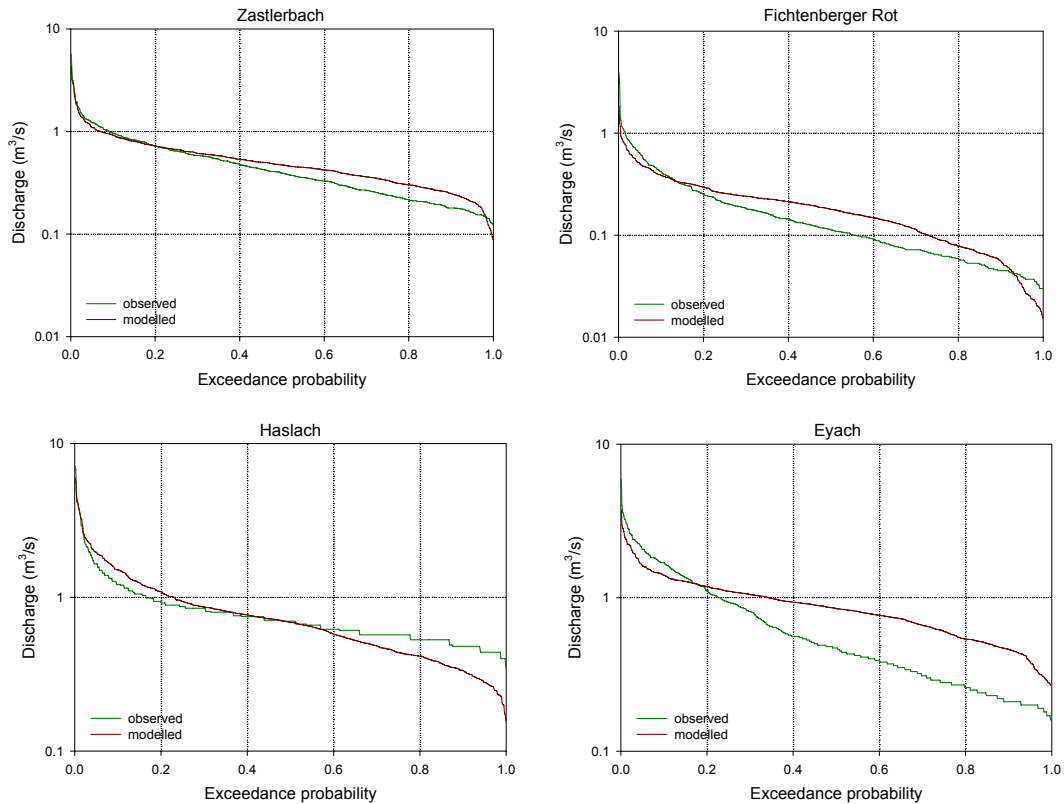 Zastlerbach
10
1
0.1
0.01
Discharge (m³/s)
observed
modelled
0.0 0.2 0.4 0.6 0.8 1.0
Exceedance probability
Fichtenberger Rot
10
1
0.1
0.01
Discharge (m³/s)
observed
modelled
0.0 0.2 0.4 0.6 0.8 1.0
Exceedance probability
Haslach
10
1
0.1
Discharge (m³/s)
observed
modelled
0.0 0.2 0.4 0.6 0.8 1.0
Exceedance probability
Eyach
10
1
0.1
Discharge (m³/s)
observed
modelled
0.0 0.2 0.4 0.6 0.8 1.0
Exceedance probability